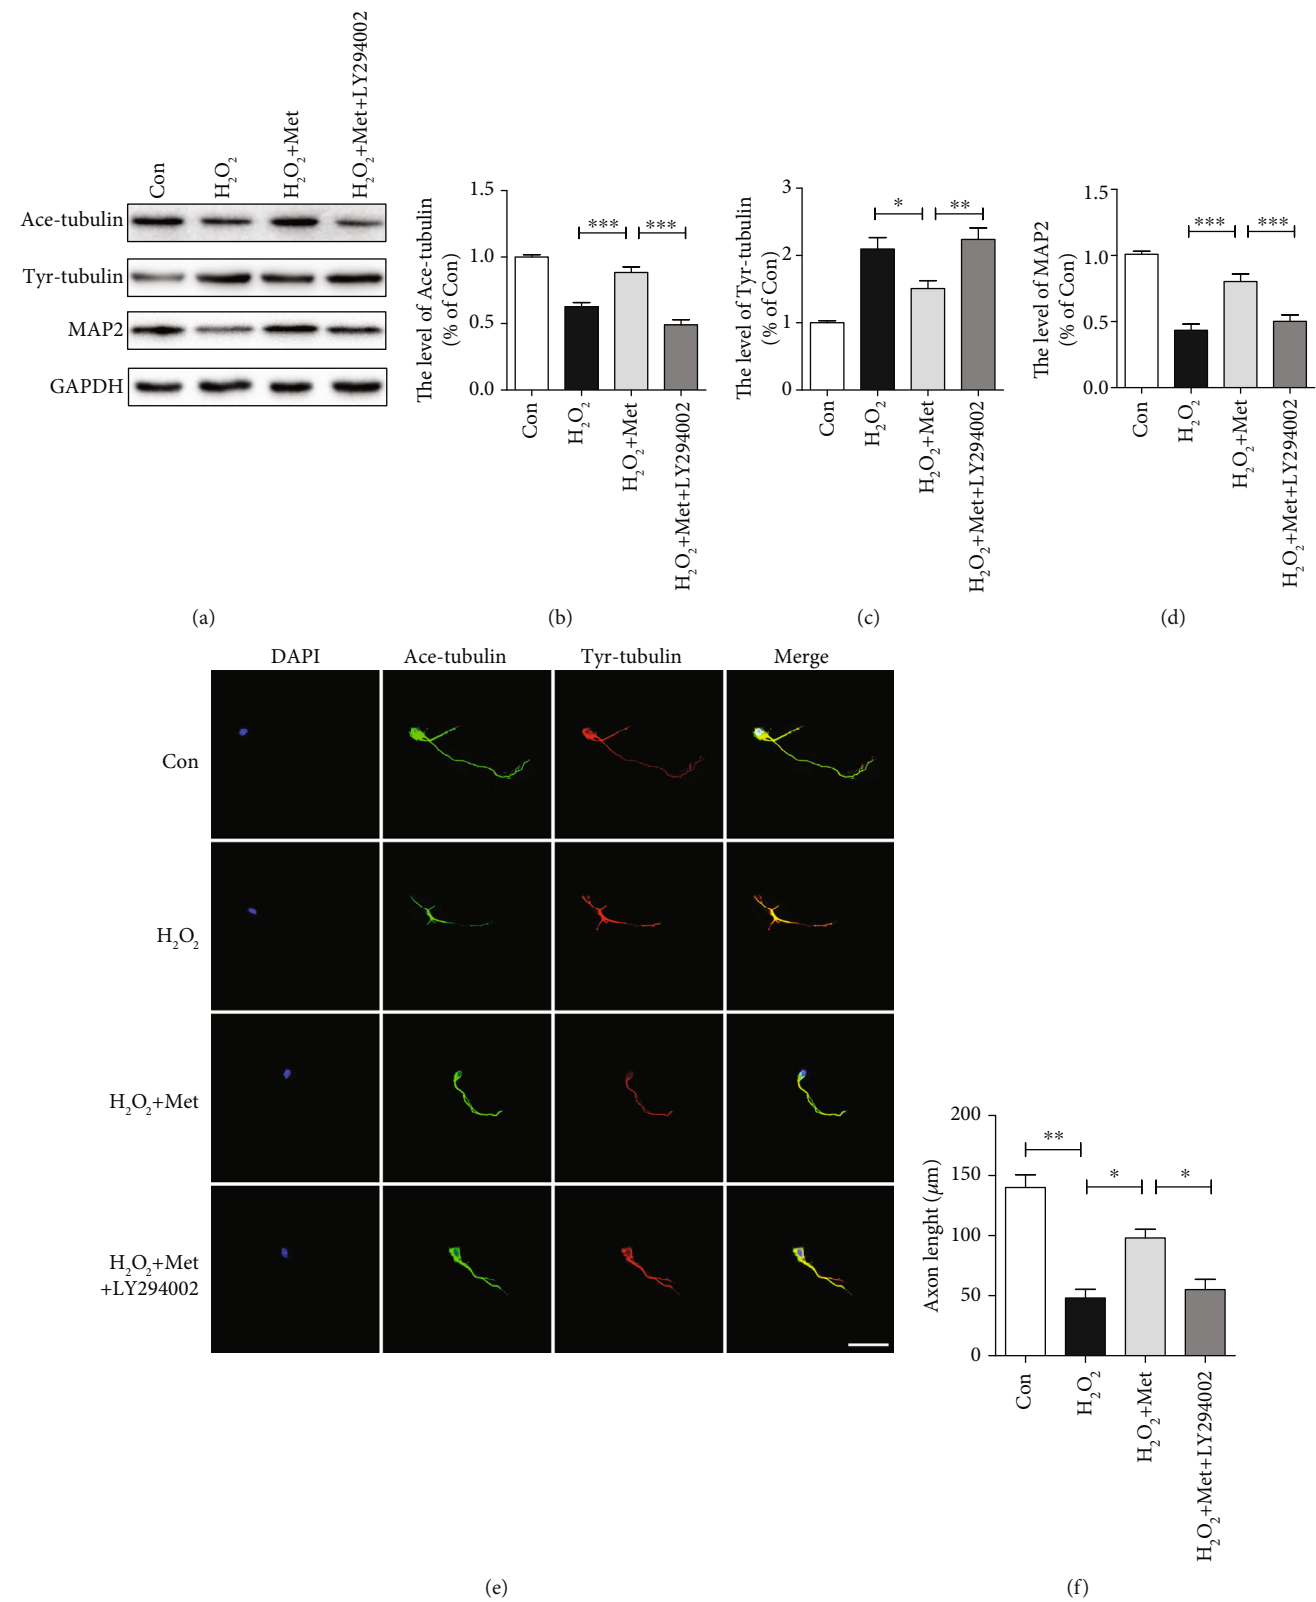 Con
H₂O₂
H₂O₂+Met
H₂O₂+Met+LY294002
Ace-tubulin
Tyr-tubulin
MAP2
GAPDH
(a)
The level of Ace-tubulin
(% of Con)
1.5
1.0
0.5
0.0
***
***
Con
H₂O₂
H₂O₂+Met
H₂O₂+Met+LY294002
(b)
The level of Tyr-tubulin
(% of Con)
3
2
1
0
*
**
Con
H₂O₂
H₂O₂+Met
H₂O₂+Met+LY294002
(c)
The level of MAP2
(% of Con)
1.5
1.0
0.5
0.0
***
***
Con
H₂O₂
H₂O₂+Met
H₂O₂+Met+LY294002
(d)
DAPI
Ace-tubulin
Tyr-tubulin
Merge
Con
H₂O₂
H₂O₂+Met
H₂O₂+Met
+LY294002
(e)
Axon lenght (μm)
200
150
100
50
0
**
*
*
Con
H₂O₂
H₂O₂+Met
H₂O₂+Met+LY294002
(f)